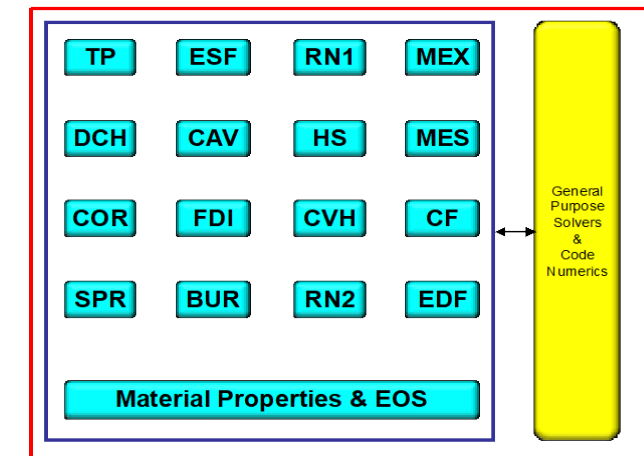 TP ESF RN1 MEX
DCH CAV HS MES
COR FDI CVH CF
SPR BUR RN2 EDF
Material Properties & EOS
General
Purpose
Solvers
&
Code
Numerics